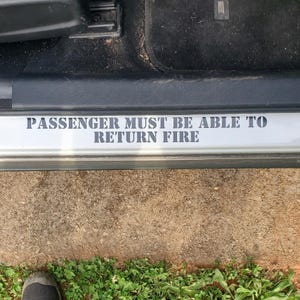 PASSENGER MUST BE ABLE TO
RETURN FIRE